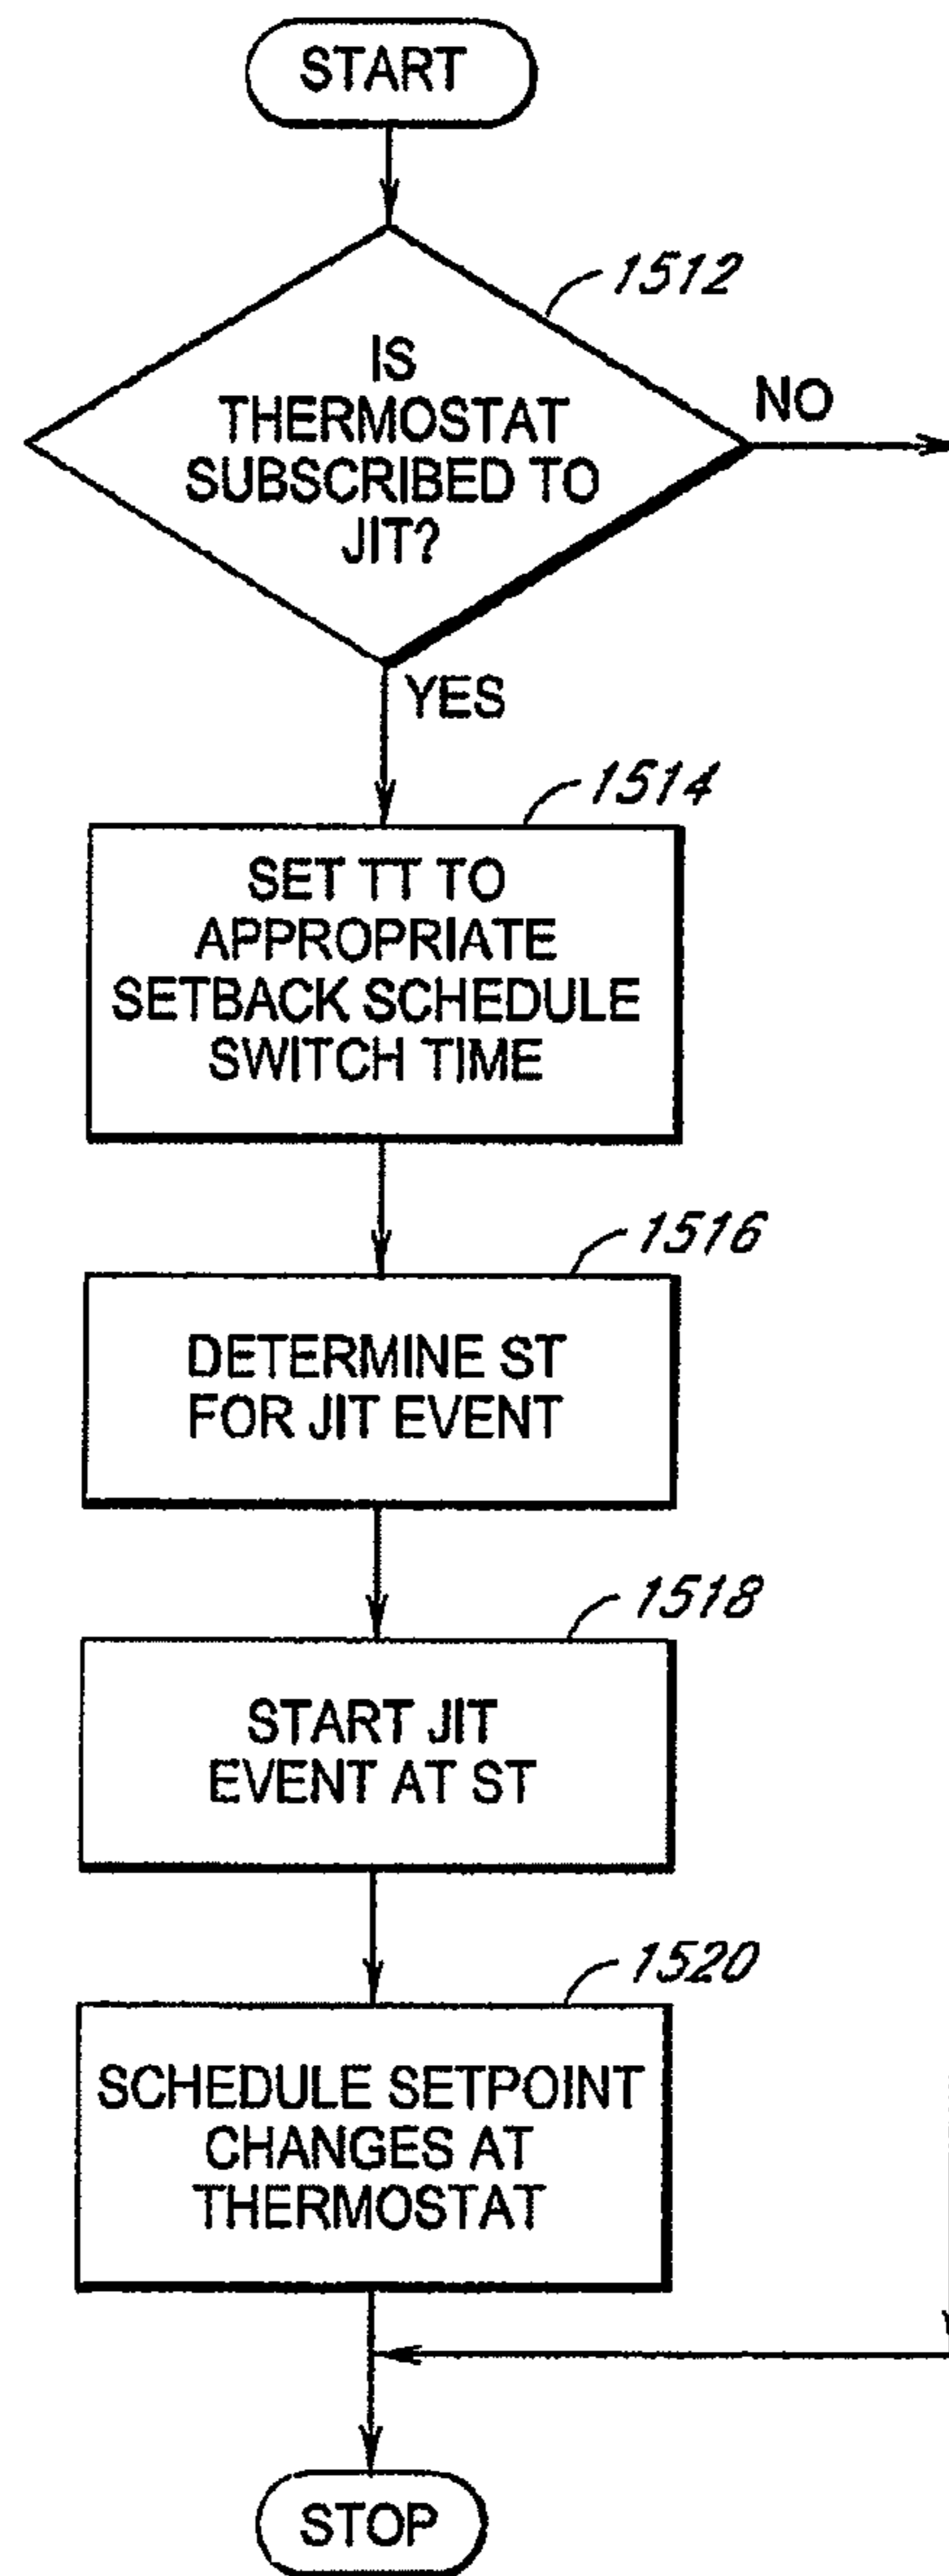 START
1512
IS
THERMOSTAT
SUBSCRIBED TO
JIT?
NO
YES
1514
SET TT TO
APPROPRIATE
SETBACK SCHEDULE
SWITCH TIME
1516
DETERMINE ST
FOR JIT EVENT
1518
START JIT
EVENT AT ST
1520
SCHEDULE SETPOINT
CHANGES AT
THERMOSTAT
STOP